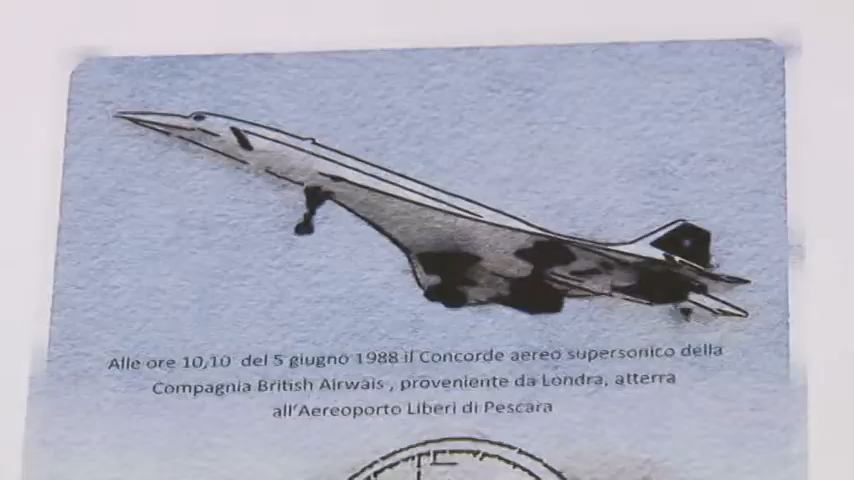 Alle ore 10,10 del 5 giugno 1988 il Concorde aereo supersonico della
Compagnia British Airwais , proveniente da Londra, atterra
all'Aereoporto Liberi di Pescara